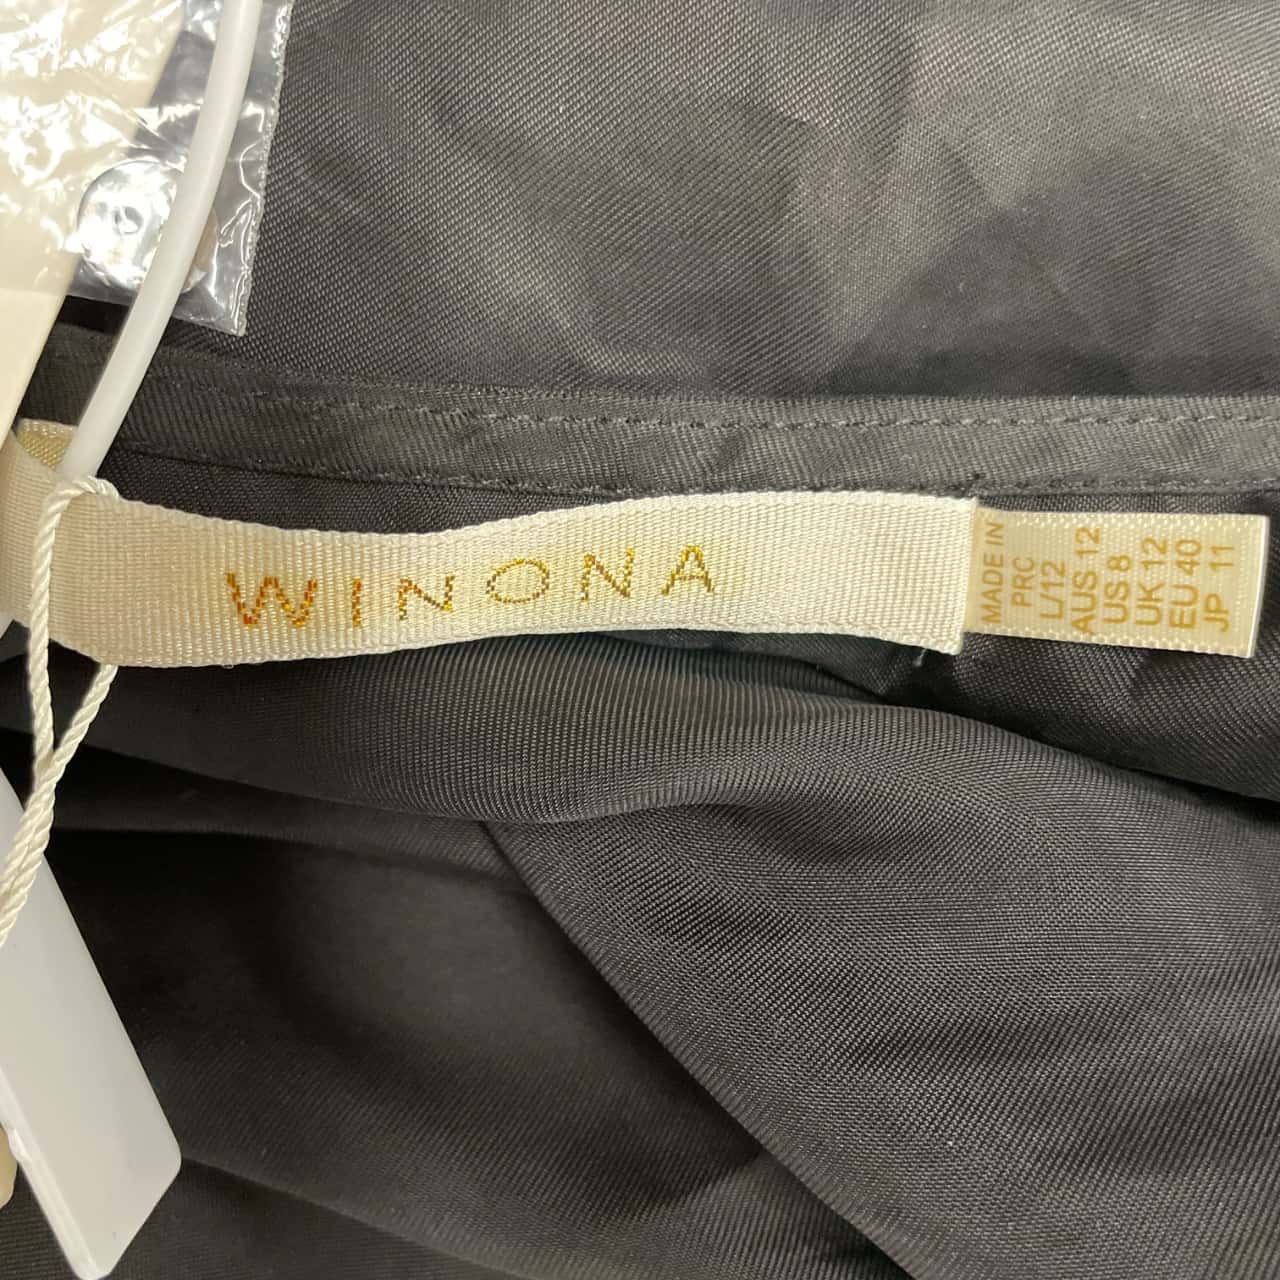 WINONA
MADE IN
PRC
L/12
AUS 12
US 8
UK 12
EU 40
JP 11